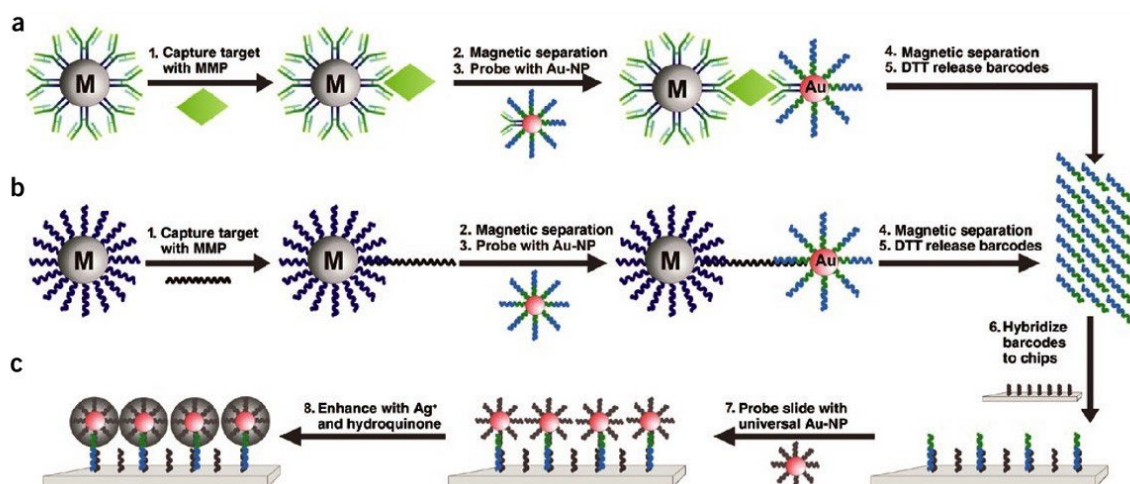 a
1. Capture target
with MMP
2. Magnetic separation
3. Probe with Au-NP
4. Magnetic separation
5. DTT release barcodes
M
M
M
Au
b
1. Capture target
with MMP
2. Magnetic separation
3. Probe with Au-NP
4. Magnetic separation
5. DTT release barcodes
M
M
M
Au
6. Hybridize
barcodes
to chips
c
8. Enhance with Ag⁺
and hydroquinone
7. Probe slide with
universal Au-NP